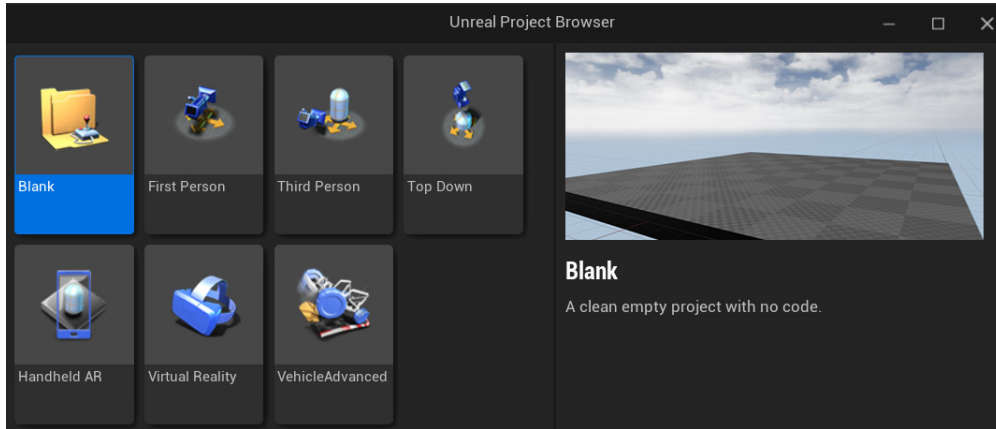 Unreal Project Browser
Blank
First Person
Third Person
Top Down
Handheld AR
Virtual Reality
VehicleAdvanced
Blank
A clean empty project with no code.